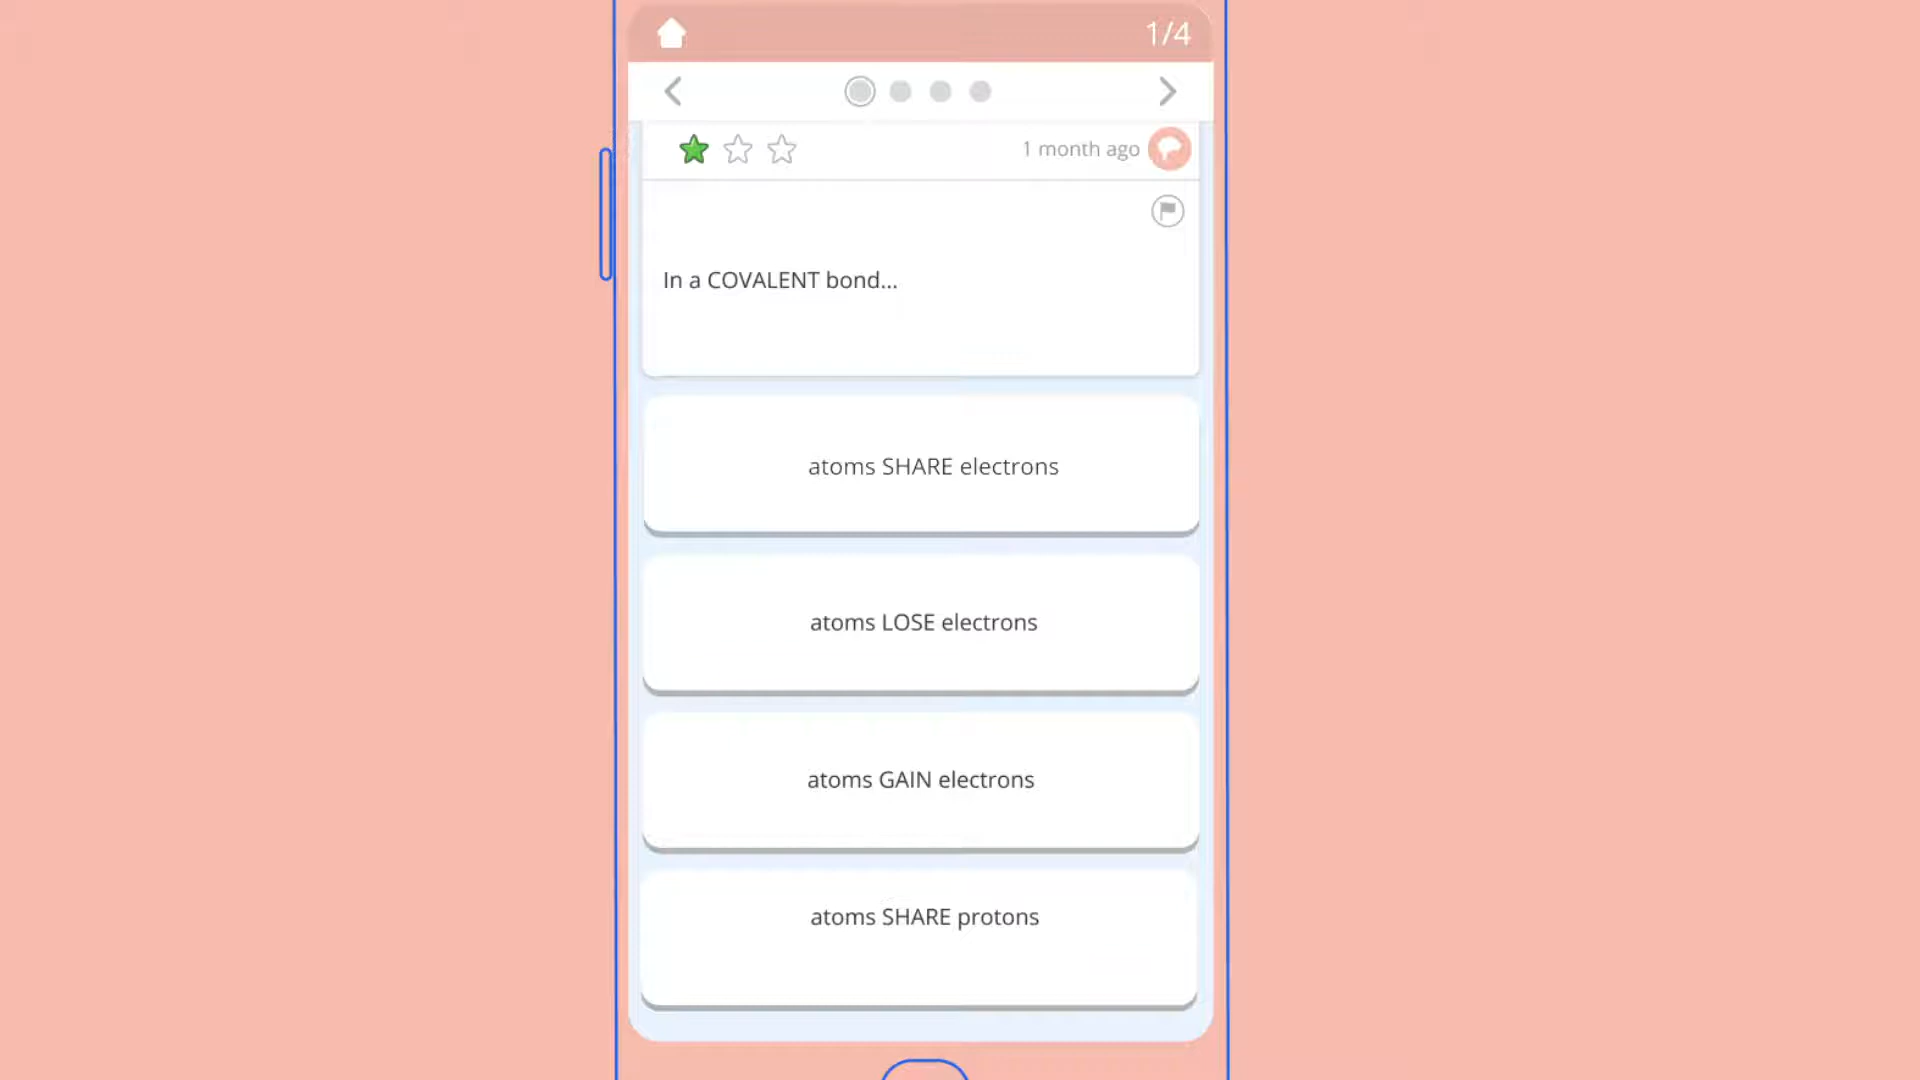 1/4
1 month ago
In a COVALENT bond...
atoms SHARE electrons
atoms LOSE electrons
atoms GAIN electrons
atoms SHARE protons